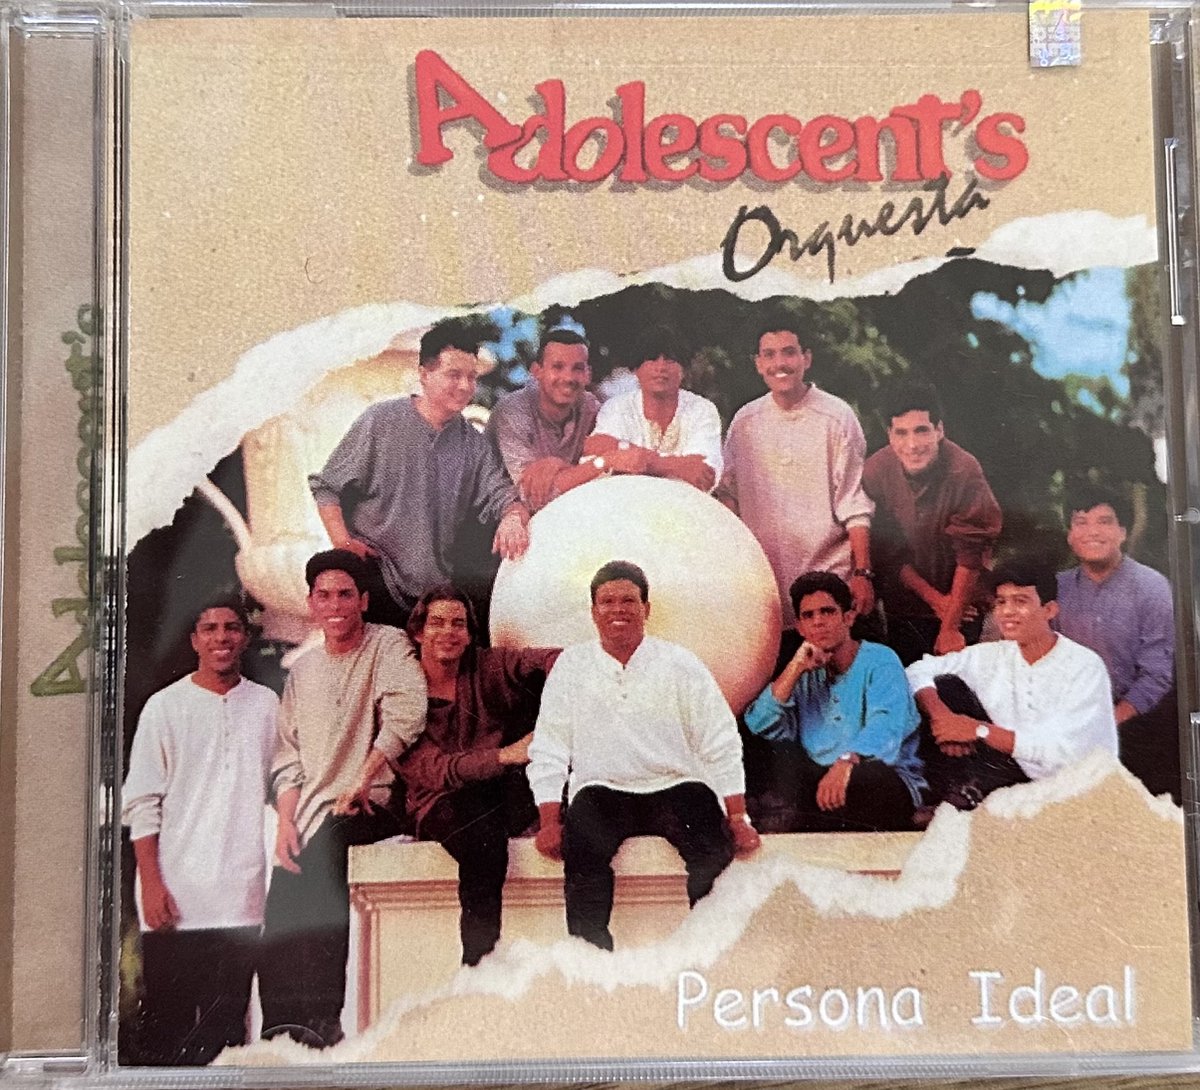 Adolescent's
Orquesta
Adolescent's
Persona Ideal